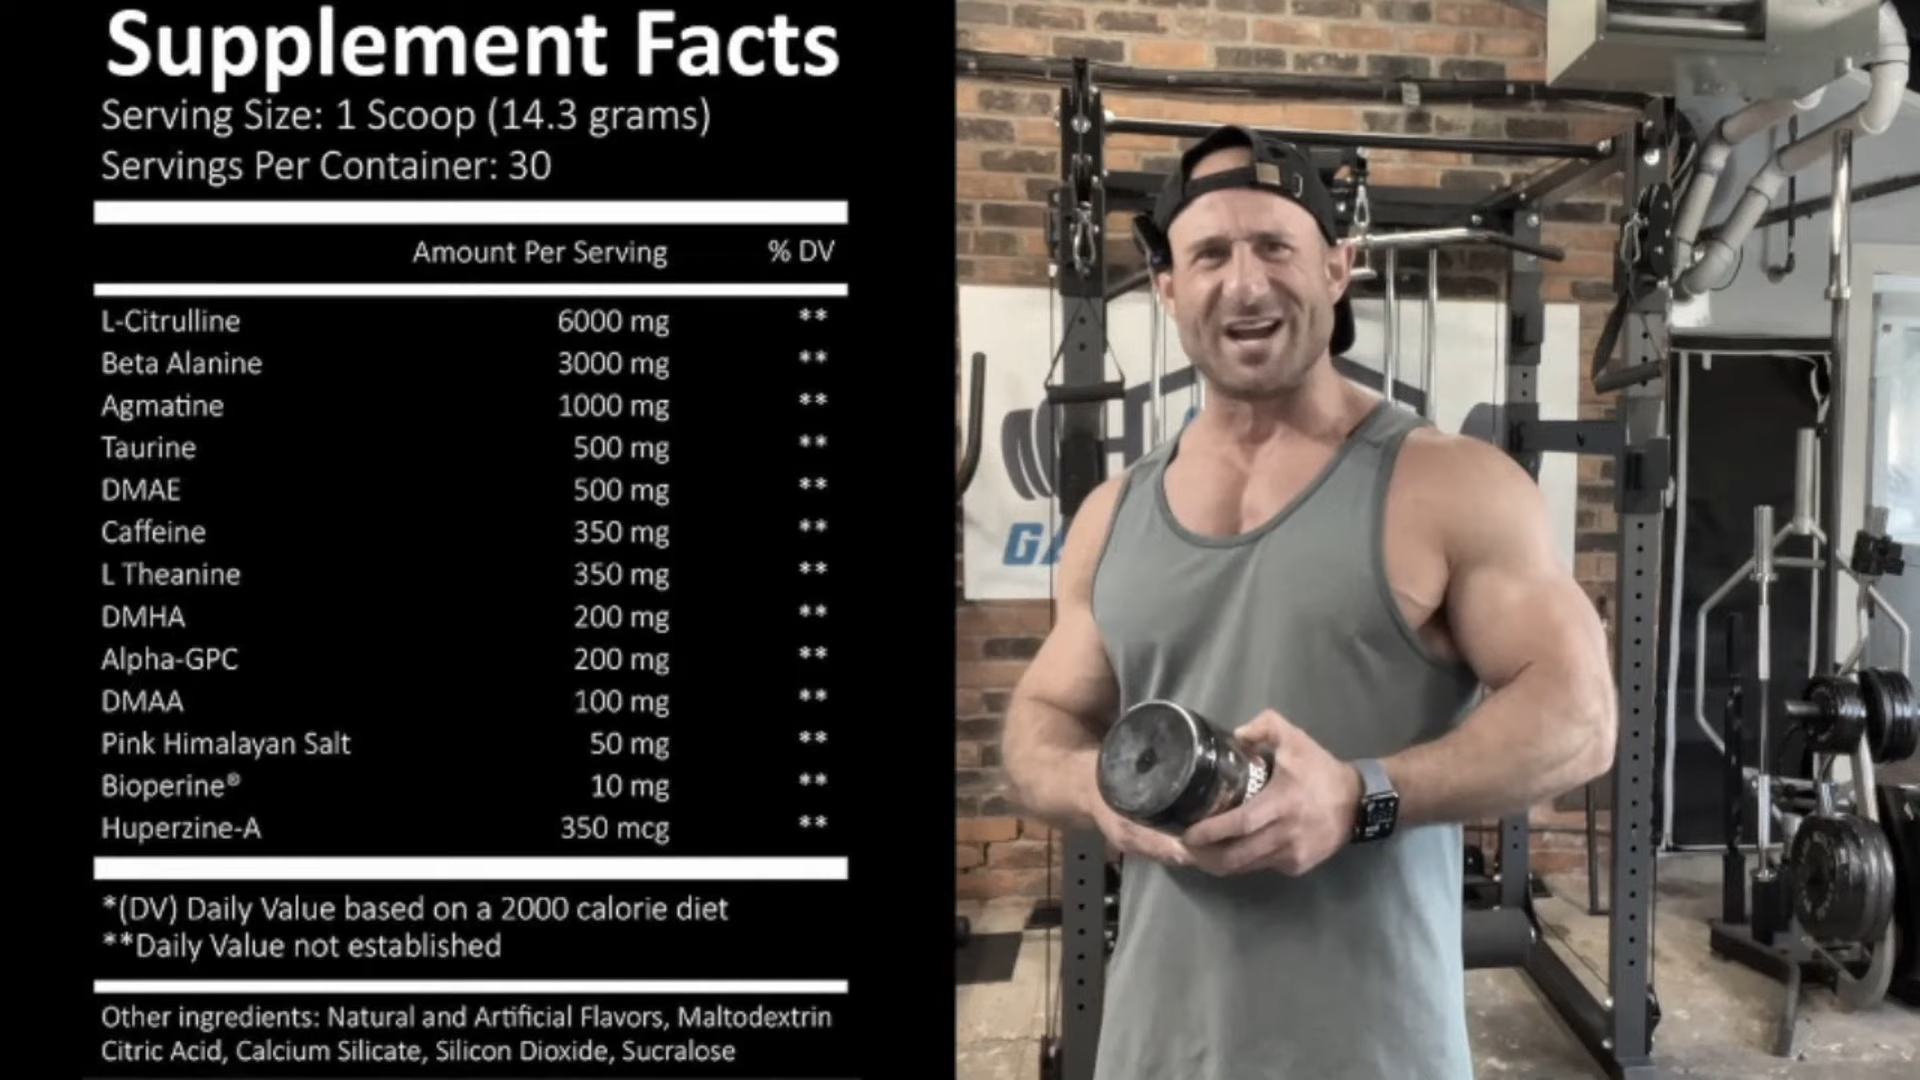 Supplement Facts
Serving Size: 1 Scoop (14.3 grams)
Servings Per Container: 30
Amount Per Serving % DV
L-Citrulline 6000 mg **
Beta Alanine 3000 mg **
Agmatine 1000 mg **
Taurine 500 mg **
DMAE 500 mg **
Caffeine 350 mg **
L Theanine 350 mg **
DMHA 200 mg **
Alpha-GPC 200 mg **
DMAA 100 mg **
Pink Himalayan Salt 50 mg **
Bioperine® 10 mg **
Huperzine-A 350 mcg **
*(DV) Daily Value based on a 2000 calorie diet
**Daily Value not established
Other ingredients: Natural and Artificial Flavors, Maltodextrin
Citric Acid, Calcium Silicate, Silicon Dioxide, Sucralose